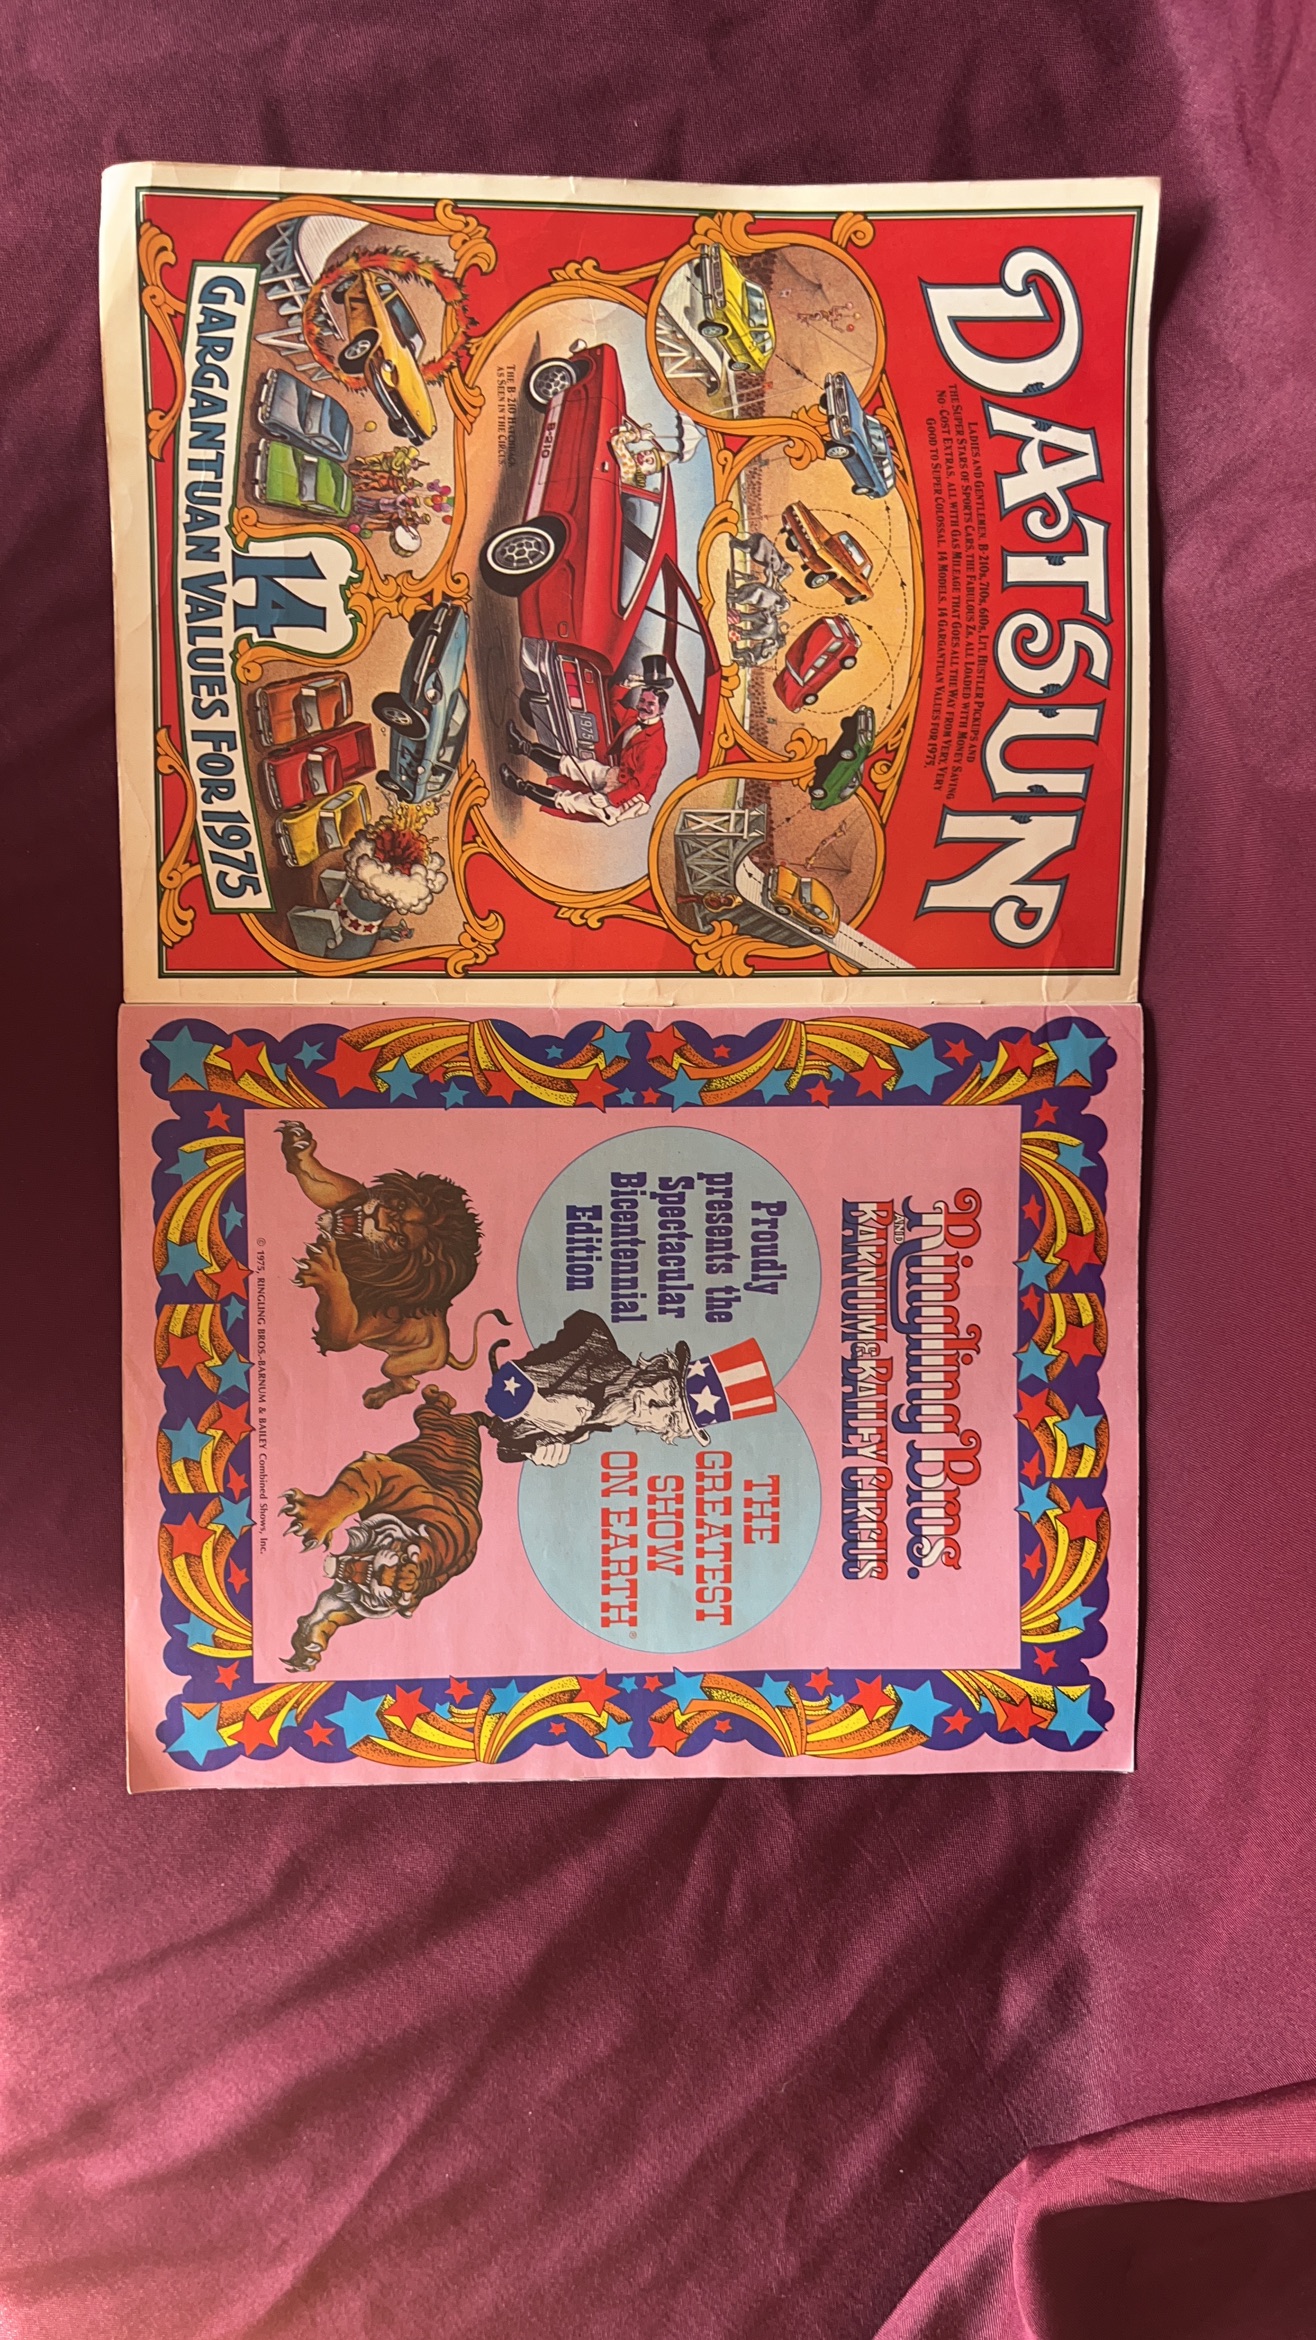 DATSUN
LADIES AND GENTLEMEN, B-210s, 710s, 610s, LI'L HUSTLER PICKUPS AND
THE SUPER STARS OF SPORTS CARS, THE FABULOUS Zs. ALL LOADED WITH MONEY SAVING
NO-COST EXTRAS, ALL WITH GAS MILEAGE THAT GOES ALL THE WAY FROM VERY, VERY
GOOD TO SUPER COLOSSAL. 14 MODELS. 14 GARGANTUAN VALUES FOR 1975.
B-210
1975
THE B-210 HATCHBACK
AS SEEN IN THE CIRCUS
14
GARGANTUAN VALUES FOR 1975
Ringling Bros.
AND
BARNUM & BAILEY CIRCUS
Proudly
presents the
Spectacular
Bicentennial
Edition
THE
GREATEST
SHOW
ON EARTH®
© 1975, RINGLING BROS.-BARNUM & BAILEY Combined Shows, Inc.